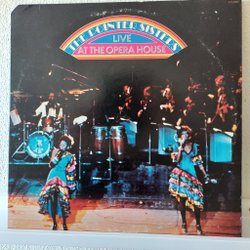 THE POINTER SISTERS
LIVE
AT THE OPERA HOUSE